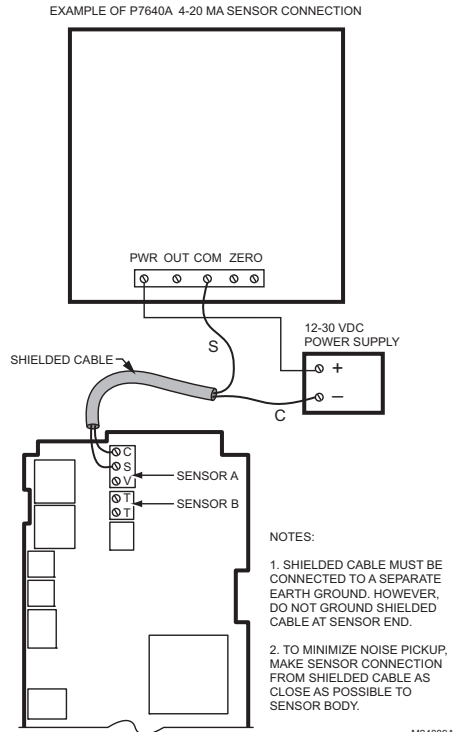 EXAMPLE OF P7640A 4-20 MA SENSOR CONNECTION
PWR OUT COM ZERO
S
12-30 VDC
POWER SUPPLY
+
–
C
SHIELDED CABLE
C
S
V
SENSOR A
T
T
SENSOR B
NOTES:
1. SHIELDED CABLE MUST BE
CONNECTED TO A SEPARATE
EARTH GROUND. HOWEVER,
DO NOT GROUND SHIELDED
CABLE AT SENSOR END.
2. TO MINIMIZE NOISE PICKUP,
MAKE SENSOR CONNECTION
FROM SHIELDED CABLE AS
CLOSE AS POSSIBLE TO
SENSOR BODY.